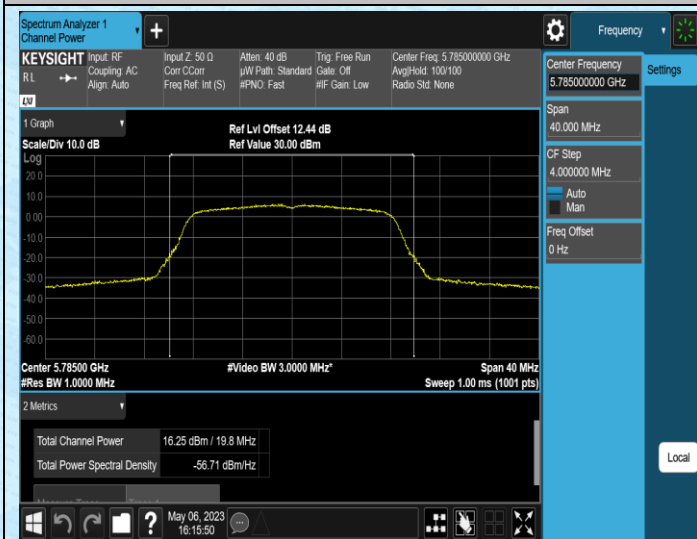 Spectrum Analyzer 1
Channel Power
+
Frequency
KEYSIGHT
R L
LXI
Input: RF
Coupling: AC
Align: Auto
Input Z: 50 Ω
Corr CCorr
Freq Ref: Int (S)
Atten: 40 dB
µW Path: Standard
#PNO: Fast
Trig: Free Run
Gate: Off
#IF Gain: Low
Center Freq: 5.785000000 GHz
Avg|Hold: 100/100
Radio Std: None
Center Frequency
5.785000000 GHz
Settings
Span
40.000 MHz
CF Step
4.000000 MHz
Auto
Man
Freq Offset
0 Hz
1 Graph
Scale/Div 10.0 dB
Ref Lvl Offset 12.44 dB
Ref Value 30.00 dBm
Log
20.0
10.0
0.00
-10.0
-20.0
-30.0
-40.0
-50.0
-60.0
Center 5.78500 GHz
#Video BW 3.0000 MHz*
Span 40 MHz
#Res BW 1.0000 MHz
Sweep 1.00 ms (1001 pts)
2 Metrics
Total Channel Power 16.25 dBm / 19.8 MHz
Total Power Spectral Density -56.71 dBm/Hz
Local
?
May 06, 2023
16:15:50